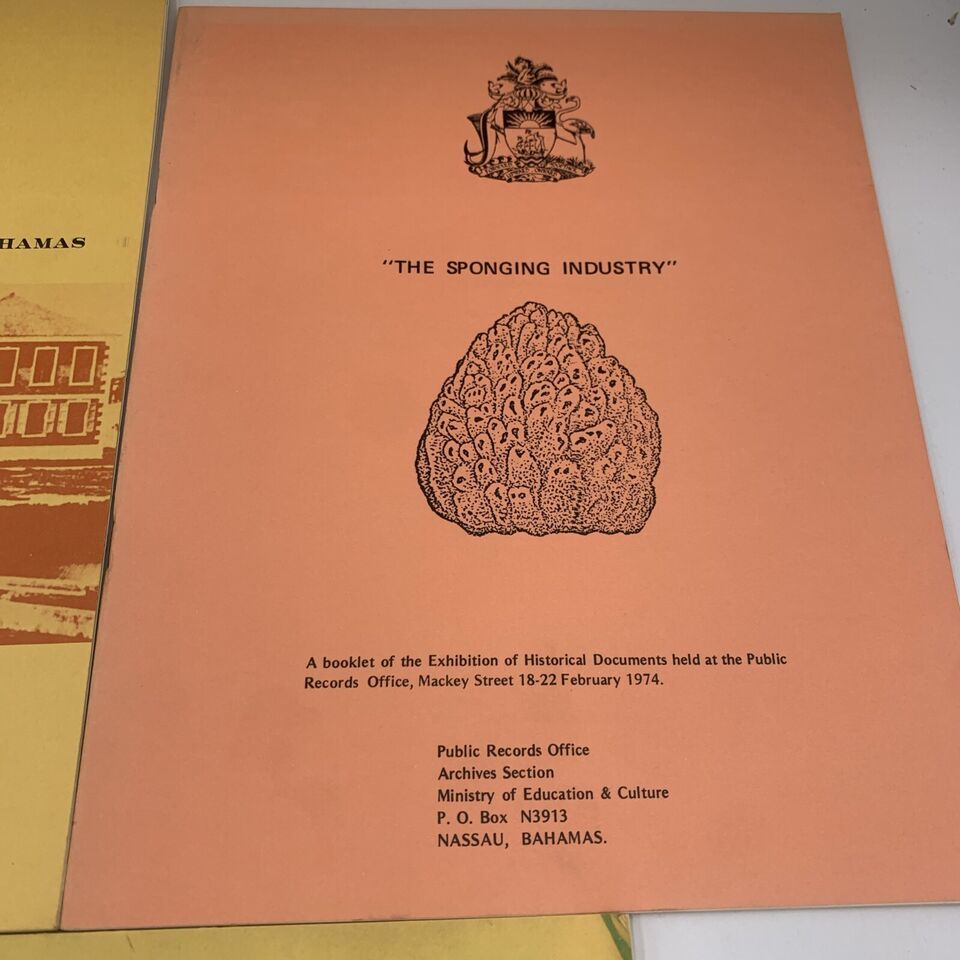 HAMAS
"THE SPONGING INDUSTRY"
A booklet of the Exhibition of Historical Documents held at the Public
Records Office, Mackey Street 18-22 February 1974.
Public Records Office
Archives Section
Ministry of Education & Culture
P. O. Box N3913
NASSAU, BAHAMAS.